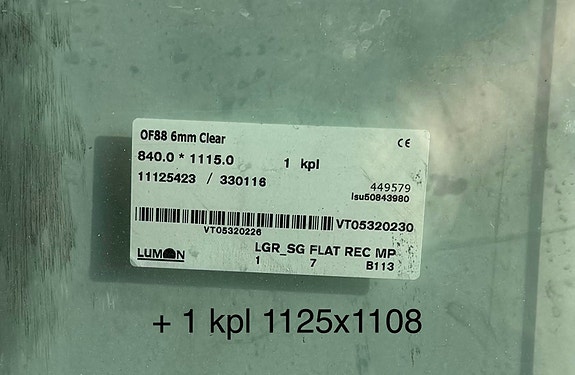 OF88 6mm Clear
CE
840.0 * 1115.0 1 kpl
11125423 / 330116
449579
lsu50843980
VT05320230
VT05320226
LUMON
LGR_SG FLAT REC MP
1 7 B113
+ 1 kpl 1125x1108